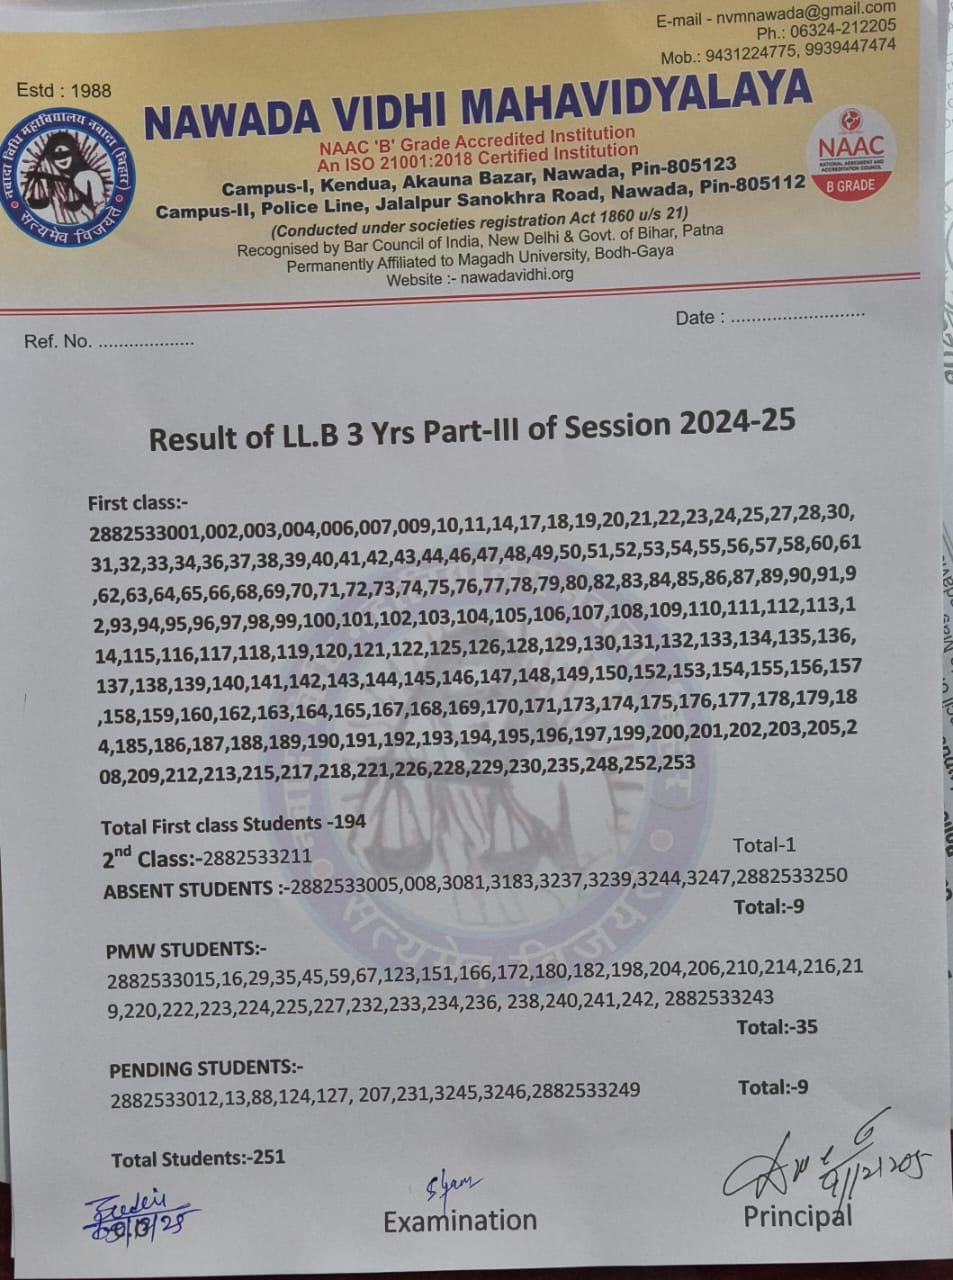 E-mail - nvmnawada@gmail.com
Ph.: 06324-212205
Mob.: 9431224775, 9939447474
Estd : 1988
NAWADA VIDHI MAHAVIDYALAYA
नवादा विधि महाविद्यालय नवादा (बिहार)
सत्यमेव विजयते
NAAC 'B' Grade Accredited Institution
An ISO 21001:2018 Certified Institution
NAAC
NATIONAL ASSESSMENT AND
ACCREDITATION COUNCIL
B GRADE
Campus-I, Kendua, Akauna Bazar, Nawada, Pin-805123
Campus-II, Police Line, Jalalpur Sanokhra Road, Nawada, Pin-805112
(Conducted under societies registration Act 1860 u/s 21)
Recognised by Bar Council of India, New Delhi & Govt. of Bihar, Patna
Permanently Affiliated to Magadh University, Bodh-Gaya
Website :- nawadavidhi.org
Ref. No. ..................
Date : ..........................
Result of LL.B 3 Yrs Part-III of Session 2024-25
First class:-
2882533001,002,003,004,006,007,009,10,11,14,17,18,19,20,21,22,23,24,25,27,28,30,
31,32,33,34,36,37,38,39,40,41,42,43,44,46,47,48,49,50,51,52,53,54,55,56,57,58,60,61
,62,63,64,65,66,68,69,70,71,72,73,74,75,76,77,78,79,80,82,83,84,85,86,87,89,90,91,9
2,93,94,95,96,97,98,99,100,101,102,103,104,105,106,107,108,109,110,111,112,113,1
14,115,116,117,118,119,120,121,122,125,126,128,129,130,131,132,133,134,135,136,
137,138,139,140,141,142,143,144,145,146,147,148,149,150,152,153,154,155,156,157
,158,159,160,162,163,164,165,167,168,169,170,171,173,174,175,176,177,178,179,18
4,185,186,187,188,189,190,191,192,193,194,195,196,197,199,200,201,202,203,205,2
08,209,212,213,215,217,218,221,226,228,229,230,235,248,252,253
Total First class Students -194
2nd Class:-2882533211 Total-1
ABSENT STUDENTS :-2882533005,008,3081,3183,3237,3239,3244,3247,2882533250
Total:-9
PMW STUDENTS:-
2882533015,16,29,35,45,59,67,123,151,166,172,180,182,198,204,206,210,214,216,21
9,220,222,223,224,225,227,232,233,234,236, 238,240,241,242, 2882533243
Total:-35
PENDING STUDENTS:-
2882533012,13,88,124,127, 207,231,3245,3246,2882533249 Total:-9
Total Students:-251
Examination
Principal